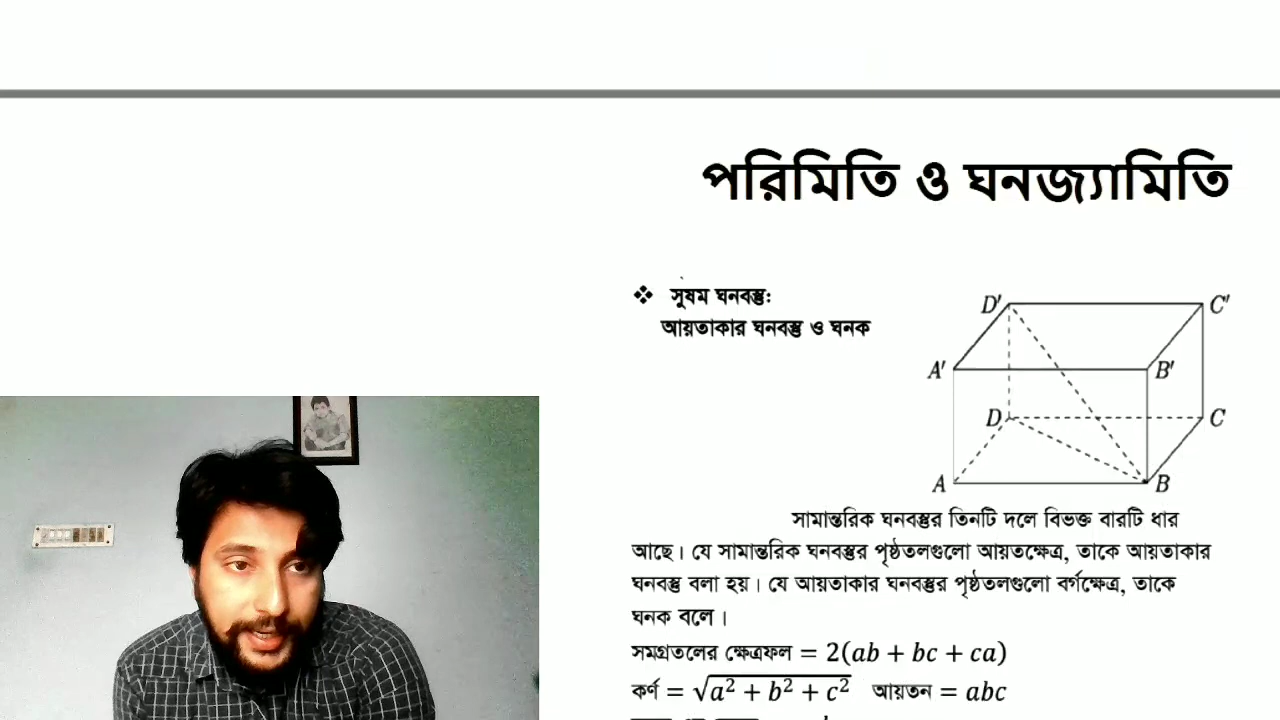 পরিমিতি ও ঘনজ্যামিতি
❖ সুষম ঘনবস্তুঃ
আয়তাকার ঘনবস্তু ও ঘনক
D' C'
A' B'
D C
A B
সামান্তরিক ঘনবস্তুর তিনটি দলে বিভক্ত বারটি ধার
আছে। যে সামান্তরিক ঘনবস্তুর পৃষ্ঠতলগুলো আয়তক্ষেত্র, তাকে আয়তাকার
ঘনবস্তু বলা হয়। যে আয়তাকার ঘনবস্তুর পৃষ্ঠতলগুলো বর্গক্ষেত্র, তাকে
ঘনক বলে।
সমগ্রতলের ক্ষেত্রফল = 2(ab + bc + ca)
কর্ণ = √a² + b² + c² আয়তন = abc